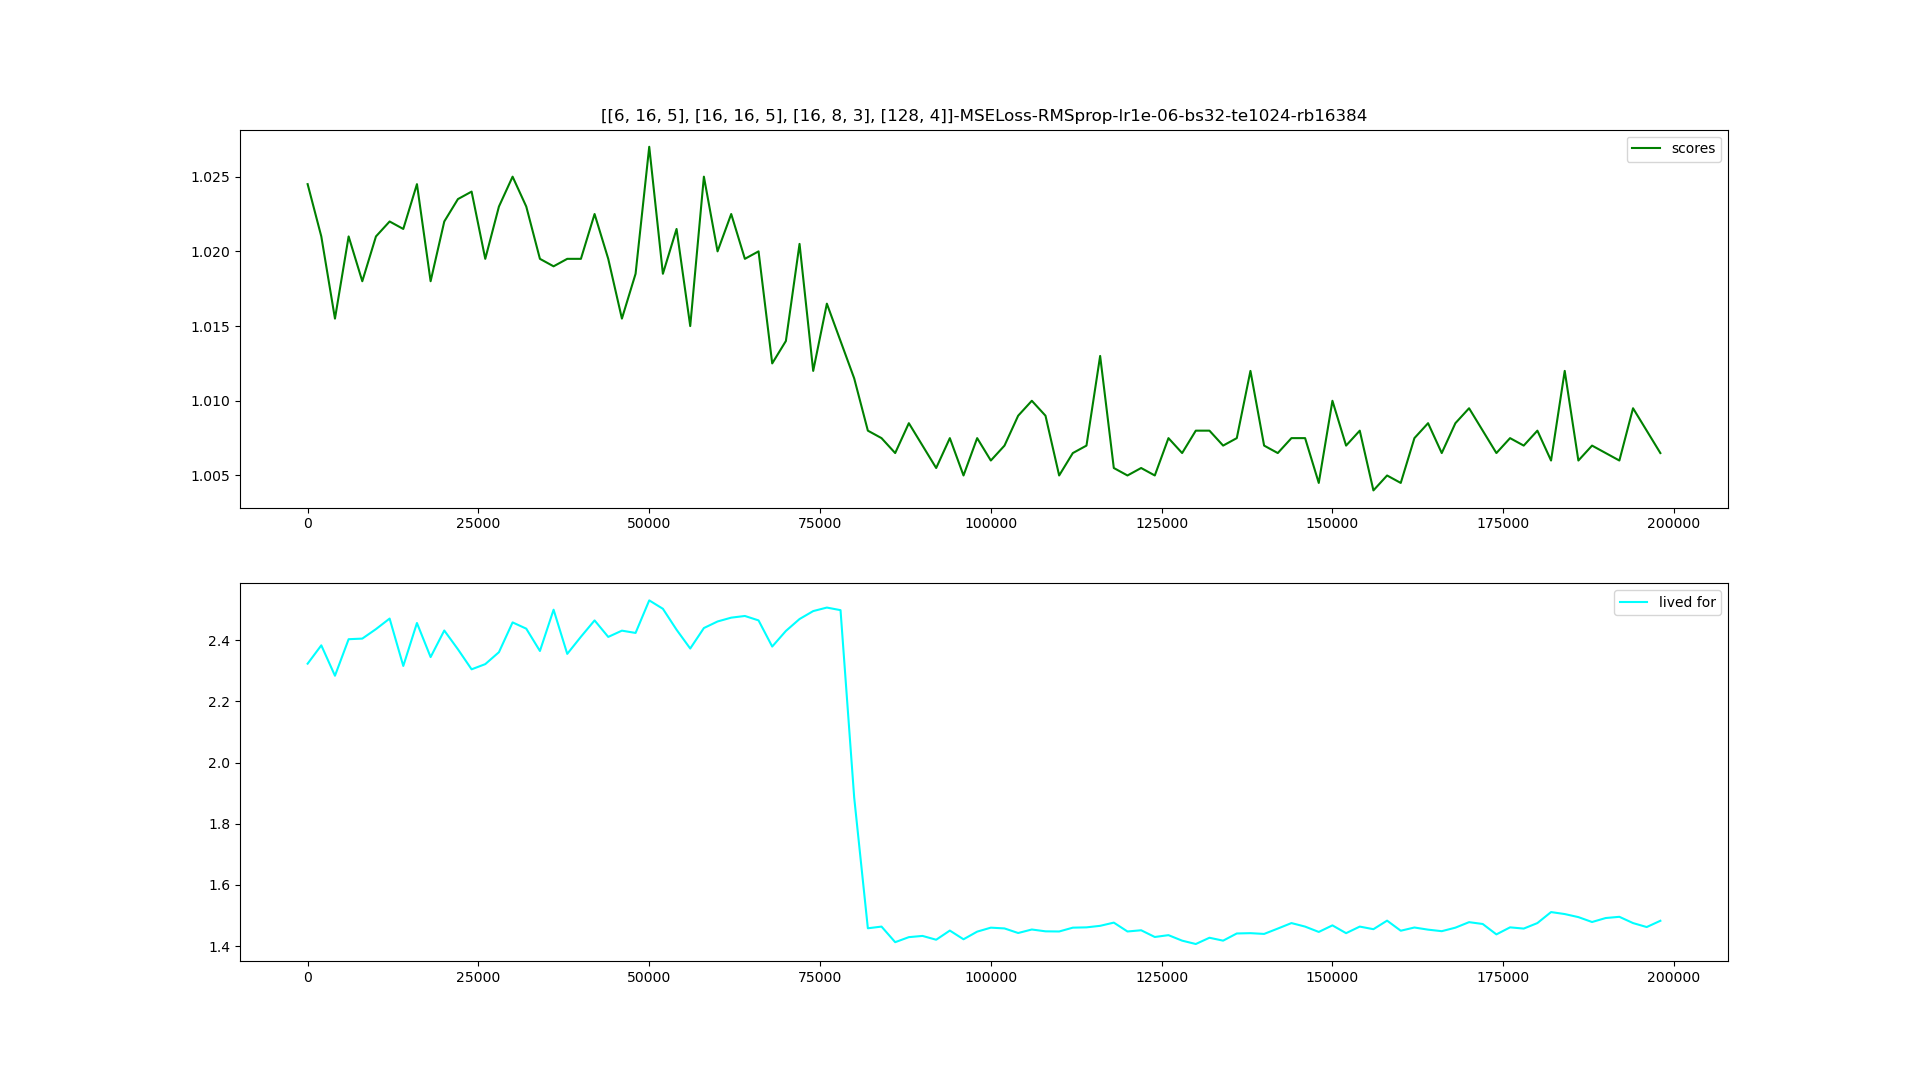 [[6, 16, 5], [16, 16, 5], [16, 8, 3], [128, 4]]-MSELoss-RMSprop-lr1e-06-bs32-te1024-rb16384
scores
1.025
1.020
1.015
1.010
1.005
0 25000 50000 75000 100000 125000 150000 175000 200000
lived for
2.4
2.2
2.0
1.8
1.6
1.4
0 25000 50000 75000 100000 125000 150000 175000 200000